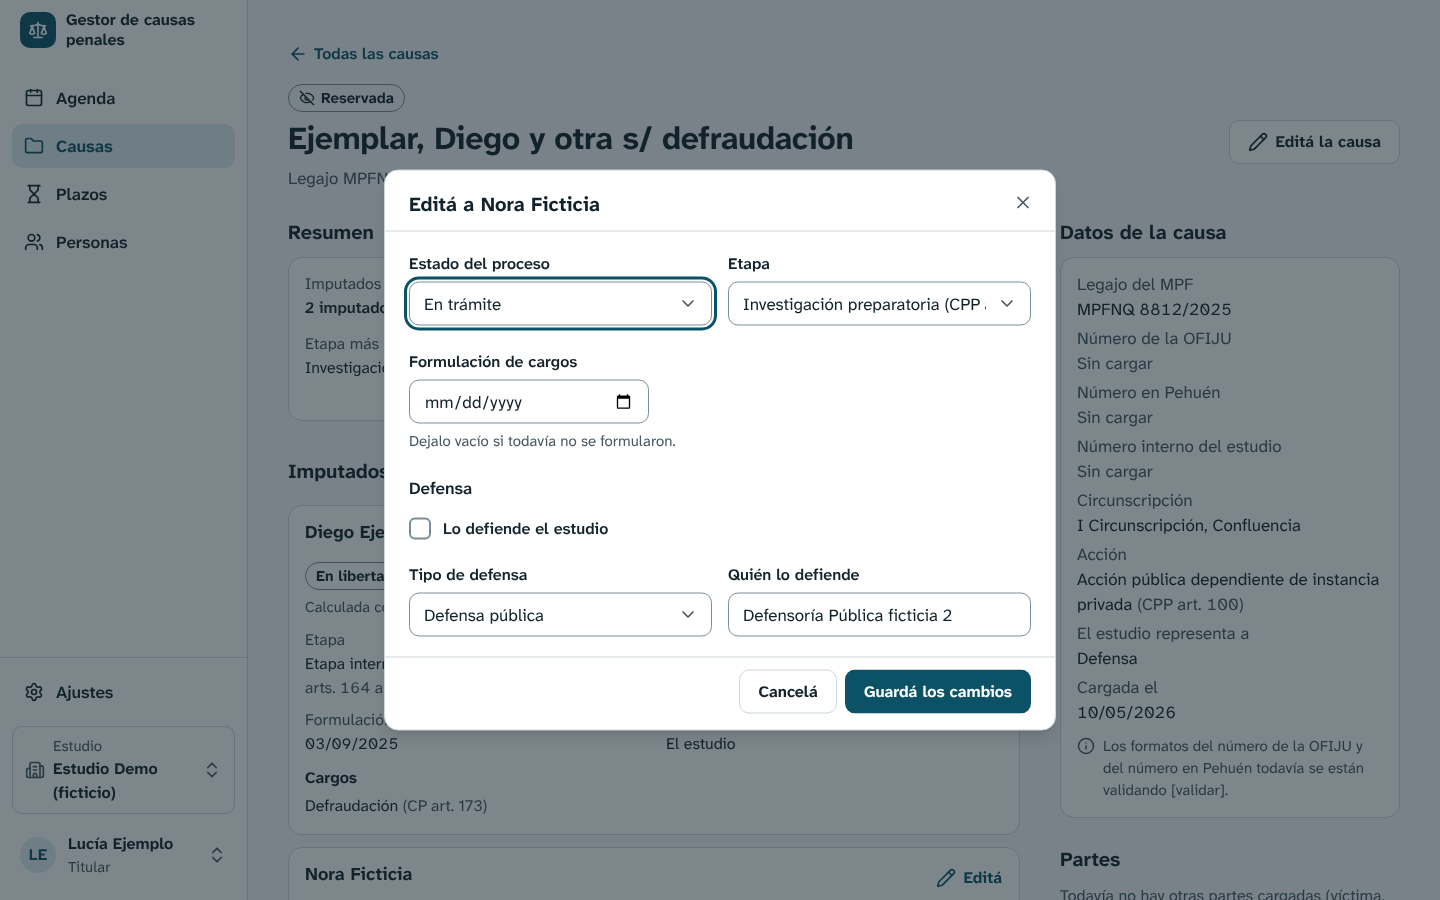 Gestor de causas
penales
Agenda
Causas
Plazos
Personas
Ajustes
Estudio
Estudio Demo
(ficticio)
LE
Lucía Ejemplo
Titular
Todas las causas
Reservada
Ejemplar, Diego y otra s/ defraudación
Editá la causa
Legajo MPFN
Resumen
Imputados
2 imputado
Etapa más
Investigació
Imputados
Diego Eje
En liberta
Calculada co
Etapa
Etapa inter
arts. 164 a
Formulació
03/09/2025
El estudio
Cargos
Defraudación (CP art. 173)
Nora Ficticia
Editá
Editá a Nora Ficticia
Estado del proceso
En trámite
Etapa
Investigación preparatoria (CPP
Formulación de cargos
mm/dd/yyyy
Dejalo vacío si todavía no se formularon.
Defensa
Lo defiende el estudio
Tipo de defensa
Defensa pública
Quién lo defiende
Defensoría Pública ficticia 2
Cancelá
Guardá los cambios
Datos de la causa
Legajo del MPF
MPFNQ 8812/2025
Número de la OFIJU
Sin cargar
Número en Pehuén
Sin cargar
Número interno del estudio
Sin cargar
Circunscripción
I Circunscripción, Confluencia
Acción
Acción pública dependiente de instancia
privada (CPP art. 100)
El estudio representa a
Defensa
Cargada el
10/05/2026
Los formatos del número de la OFIJU y
del número en Pehuén todavía se están
validando [validar].
Partes
Todavía no hay otras partes cargadas (víctima,